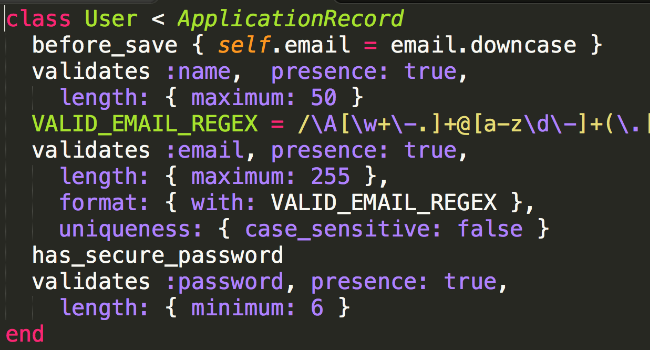 class User < ApplicationRecord
  before_save { self.email = email.downcase }
  validates :name,  presence: true,
    length: { maximum: 50 }
  VALID_EMAIL_REGEX = /\A[\w+\-.]+@[a-z\d\-]+(\.[
  validates :email, presence: true,
    length: { maximum: 255 },
    format: { with: VALID_EMAIL_REGEX },
    uniqueness: { case_sensitive: false }
  has_secure_password
  validates :password, presence: true,
    length: { minimum: 6 }
end